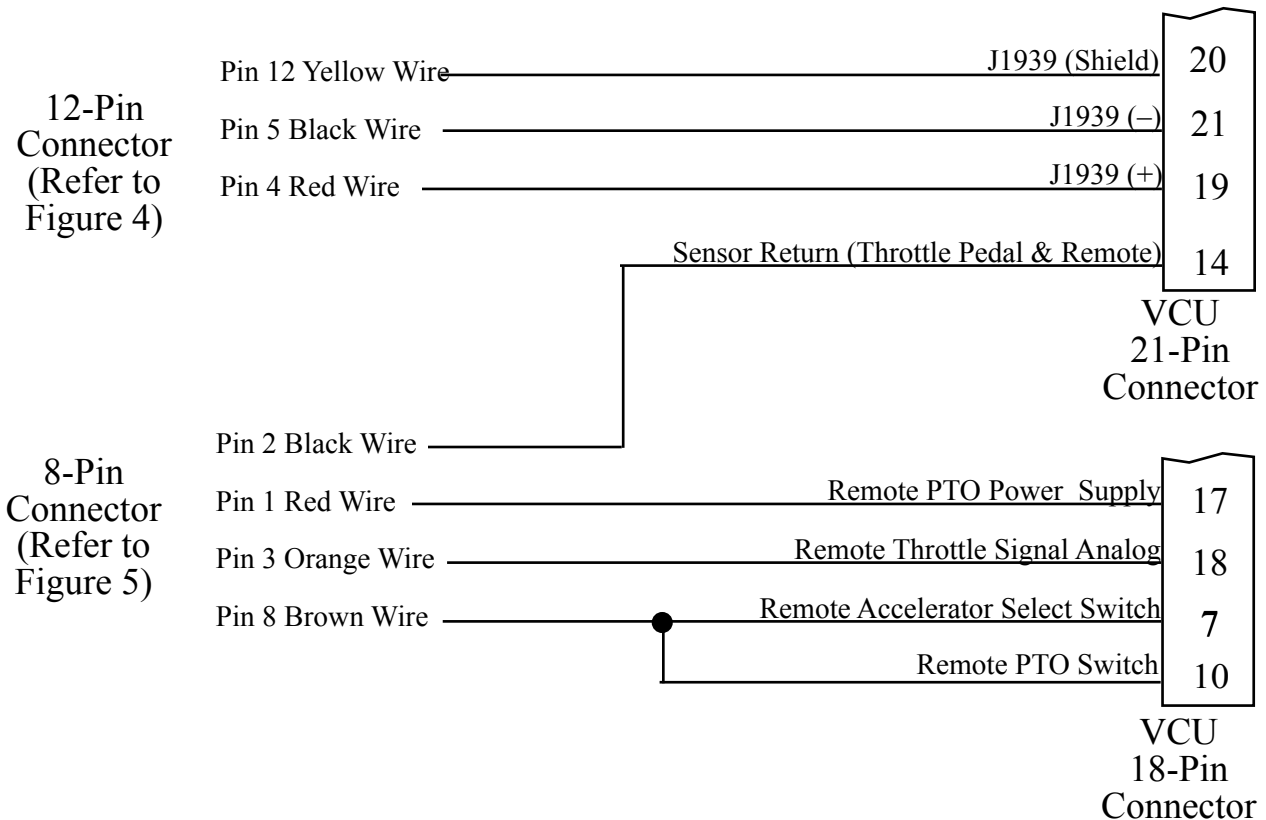 Pin 12 Yellow Wire
J1939 (Shield)
20
12-Pin
Connector
(Refer to
Figure 4)
Pin 5 Black Wire
J1939 (–)
21
Pin 4 Red Wire
J1939 (+)
19
Sensor Return (Throttle Pedal & Remote)
14
VCU
21-Pin
Connector
Pin 2 Black Wire
8-Pin
Connector
(Refer to
Figure 5)
Pin 1 Red Wire
Remote PTO Power Supply
17
Pin 3 Orange Wire
Remote Throttle Signal Analog
18
Pin 8 Brown Wire
Remote Accelerator Select Switch
7
Remote PTO Switch
10
VCU
18-Pin
Connector